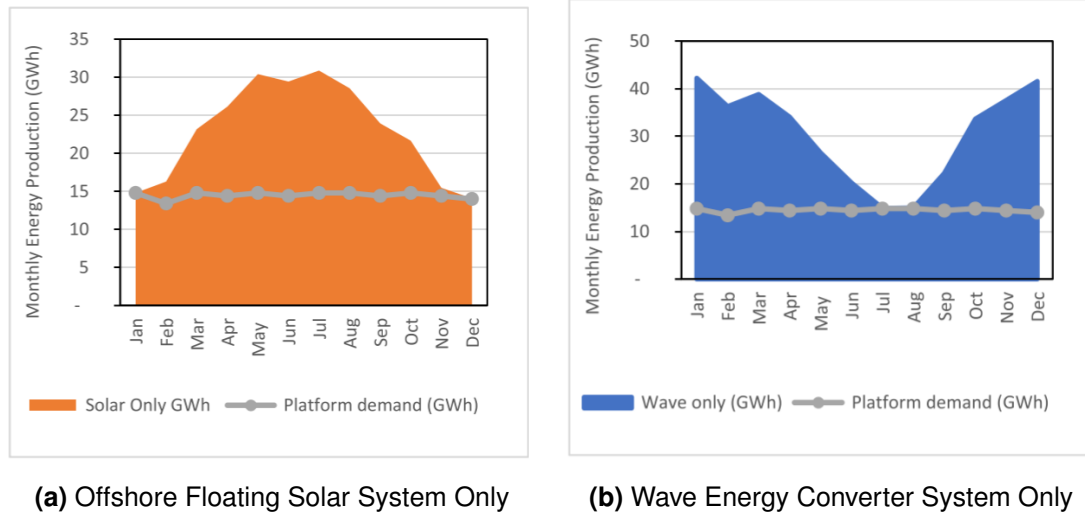 Monthly Energy Production (GWh)
35
30
25
20
15
10
5
-
Jan
Feb
Mar
Apr
May
Jun
Jul
Aug
Sep
Oct
Nov
Dec
Solar Only GWh
Platform demand (GWh)
(a) Offshore Floating Solar System Only
Monthly Energy Production (GWh)
50
40
30
20
10
-
Jan
Feb
Mar
Apr
May
Jun
Jul
Aug
Sep
Oct
Nov
Dec
Wave only (GWh)
Platform demand (GWh)
(b) Wave Energy Converter System Only